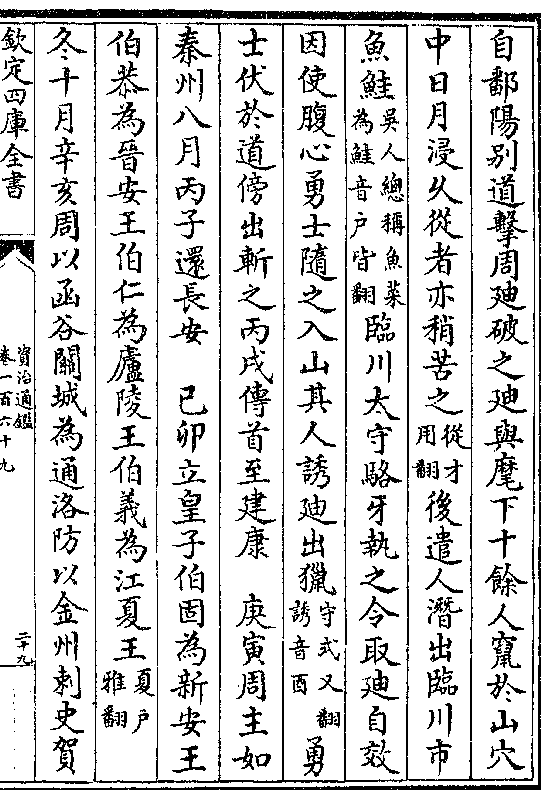 自鄱陽别道擊周廸破之廸與麾下十餘人竄於山穴
中日月浸乆從者亦稍苦之從才用翻後遣人潛出臨川市
魚鮭吳人總稱魚菜為鮭音户皆翻臨川太守駱牙執之令取廸自效
因使腹心勇士隨之入山其人誘廸出獵守式又翻誘音酉勇
士伏於道傍出斬之丙戌傳首至建康　庚寅周主如
秦州八月丙子還長安　己卯立皇子伯固為新安王
伯恭為晉安王伯仁為廬陵王伯義為江夏王夏户雅翻
冬十月辛亥周以函谷關城為通洛防以金州刺史賀
欽定四庫全書
資治通鑑
卷一百六十九
二十九